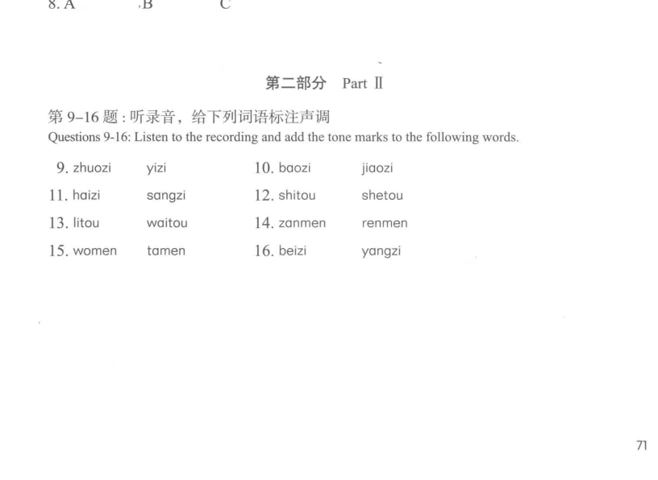 8. A B C
第二部分 Part Ⅱ
第 9–16 题：听录音，给下列词语标注声调
Questions 9-16: Listen to the recording and add the tone marks to the following words.
9. zhuozi yizi 10. baozi jiaozi
11. haizi sangzi 12. shitou shetou
13. litou waitou 14. zanmen renmen
15. women tamen 16. beizi yangzi
71